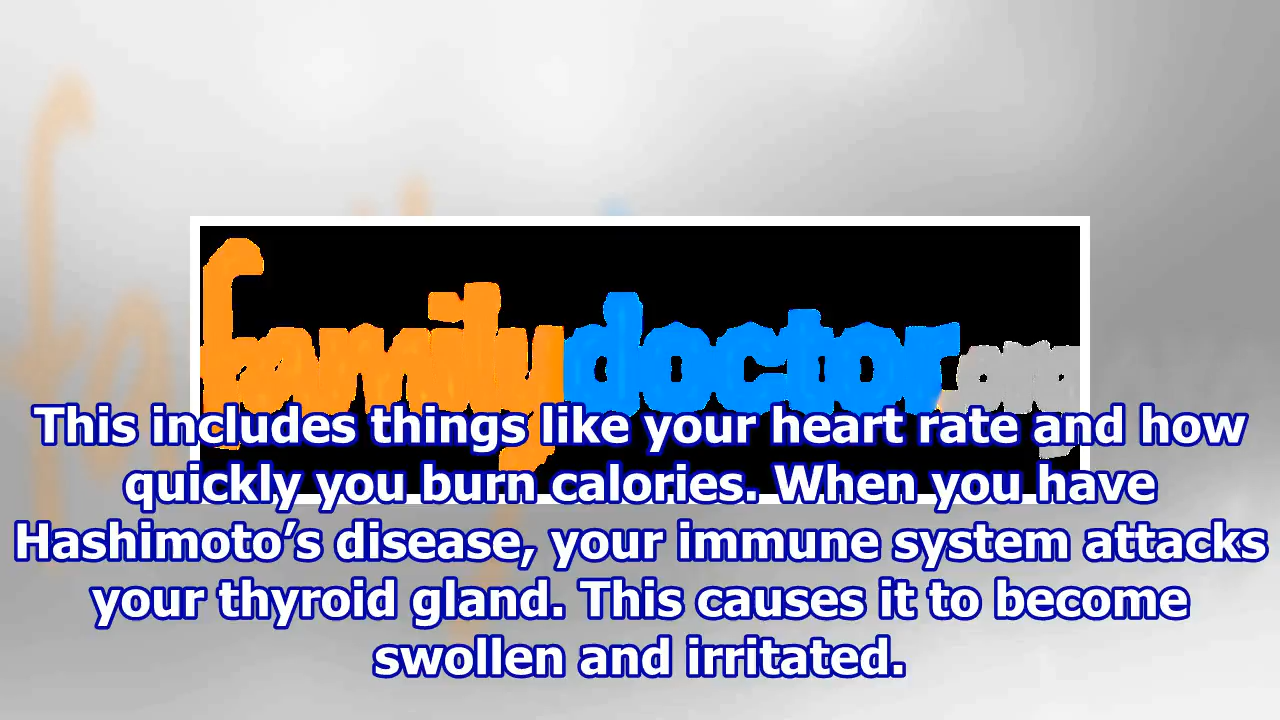 familydoctor.org
This includes things like your heart rate and how
quickly you burn calories. When you have
Hashimoto’s disease, your immune system attacks
your thyroid gland. This causes it to become
swollen and irritated.